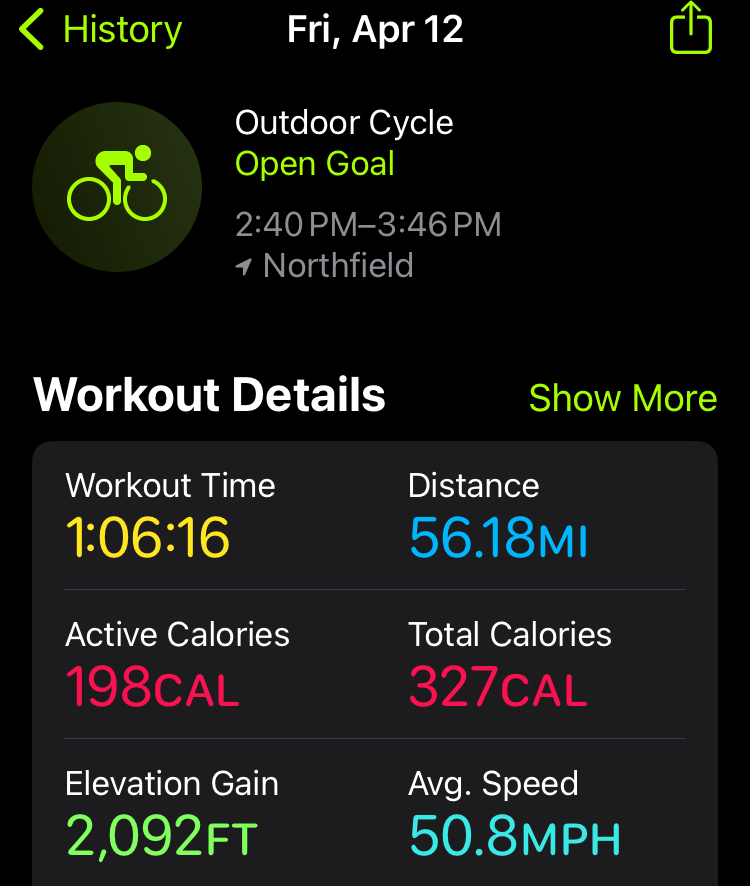 History
Fri, Apr 12
Outdoor Cycle
Open Goal
2:40 PM–3:46 PM
Northfield
Workout Details
Show More
Workout Time
Distance
1:06:16
56.18MI
Active Calories
Total Calories
198CAL
327CAL
Elevation Gain
Avg. Speed
2,092FT
50.8MPH